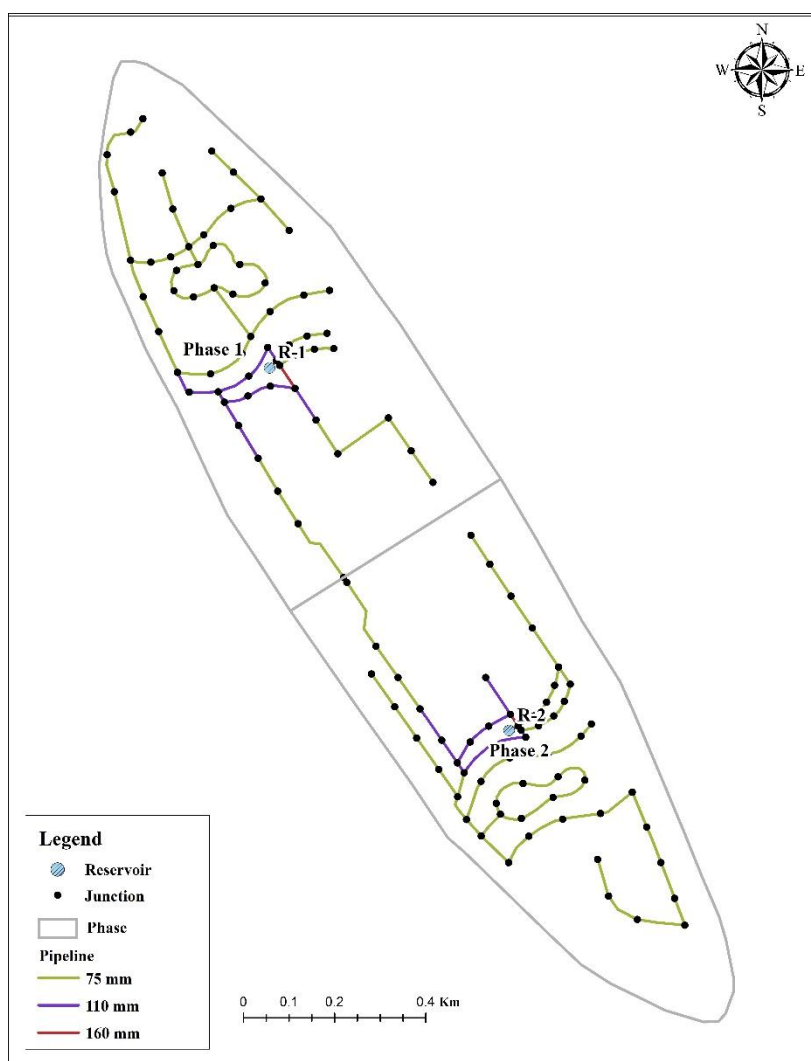 N
W E
S
Phase 1
R-1
R-2
Phase 2
Legend
Reservoir
Junction
Phase
Pipeline
75 mm
110 mm
160 mm
0 0.1 0.2 0.4 Km